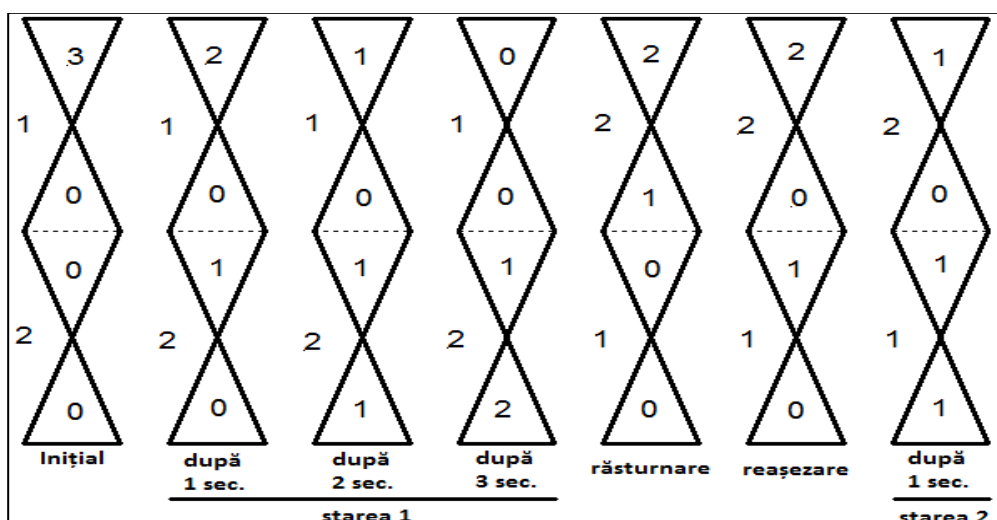 3 2 1 0 2 2 1
1 1 1 1 2 2 2
0 0 0 0 1 0 0
0 1 1 1 0 1 1
2 2 2 2 1 1 1
0 0 1 2 0 0 1
Inițial după după după răsturnare reașezare după
1 sec. 2 sec. 3 sec. 1 sec.
starea 1 starea 2